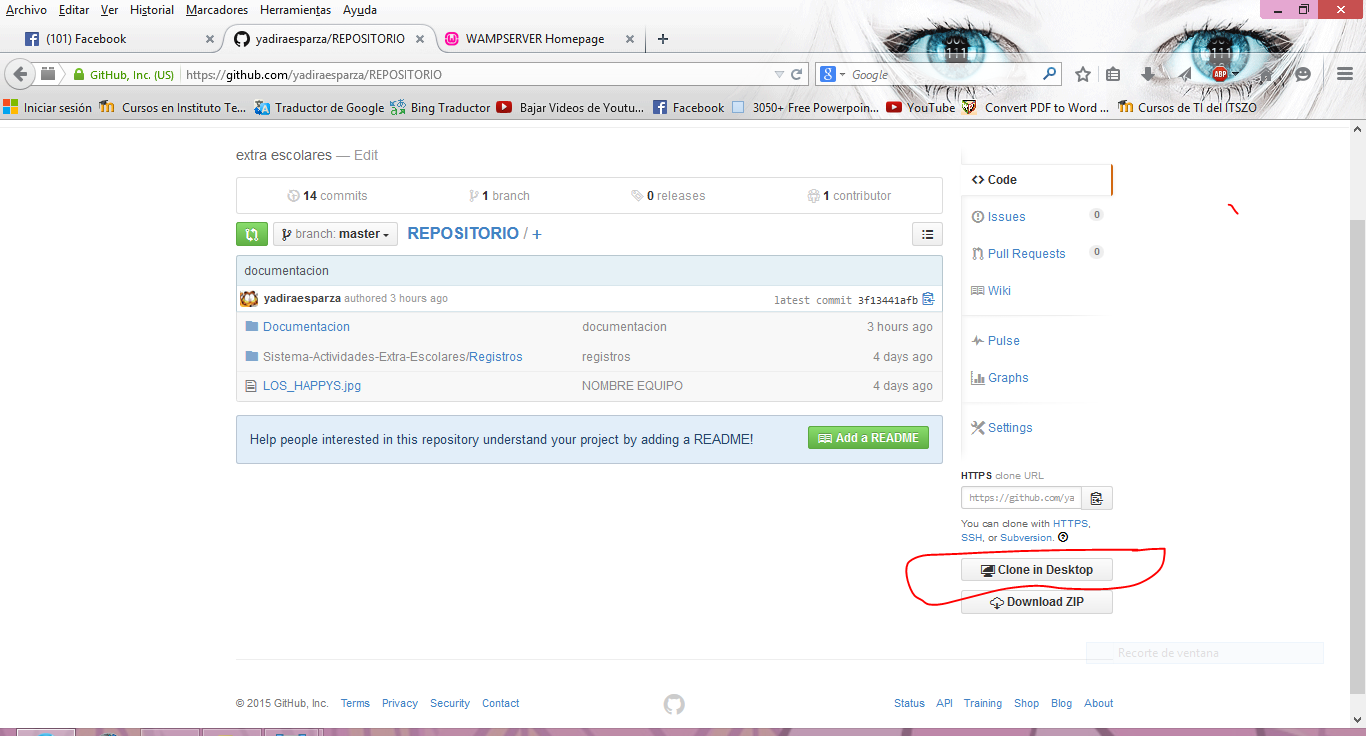 Archivo Editar Ver Historial Marcadores Herramientas Ayuda
(101) Facebook yadiraesparza/REPOSITORIO WAMPSERVER Homepage
GitHub, Inc. (US) https://github.com/yadiraesparza/REPOSITORIO Google ABP
Iniciar sesión Cursos en Instituto Te... Traductor de Google Bing Traductor Bajar Videos de Youtu... Facebook 3050+ Free Powerpoin... YouTube Convert PDF to Word ... Cursos de TI del ITSZO
extra escolares — Edit
14 commits 1 branch 0 releases 1 contributor
branch: master REPOSITORIO / +
documentacion
yadiraesparza authored 3 hours ago latest commit 3f13441afb
Documentacion documentacion 3 hours ago
Sistema-Actividades-Extra-Escolares/Registros registros 4 days ago
LOS_HAPPYS.jpg NOMBRE EQUIPO 4 days ago
Help people interested in this repository understand your project by adding a README! Add a README
Code
Issues 0
Pull Requests 0
Wiki
Pulse
Graphs
Settings
HTTPS clone URL
https://github.com/ya
You can clone with HTTPS,
SSH, or Subversion.
Clone in Desktop
Download ZIP
Recorte de ventana
© 2015 GitHub, Inc. Terms Privacy Security Contact Status API Training Shop Blog About